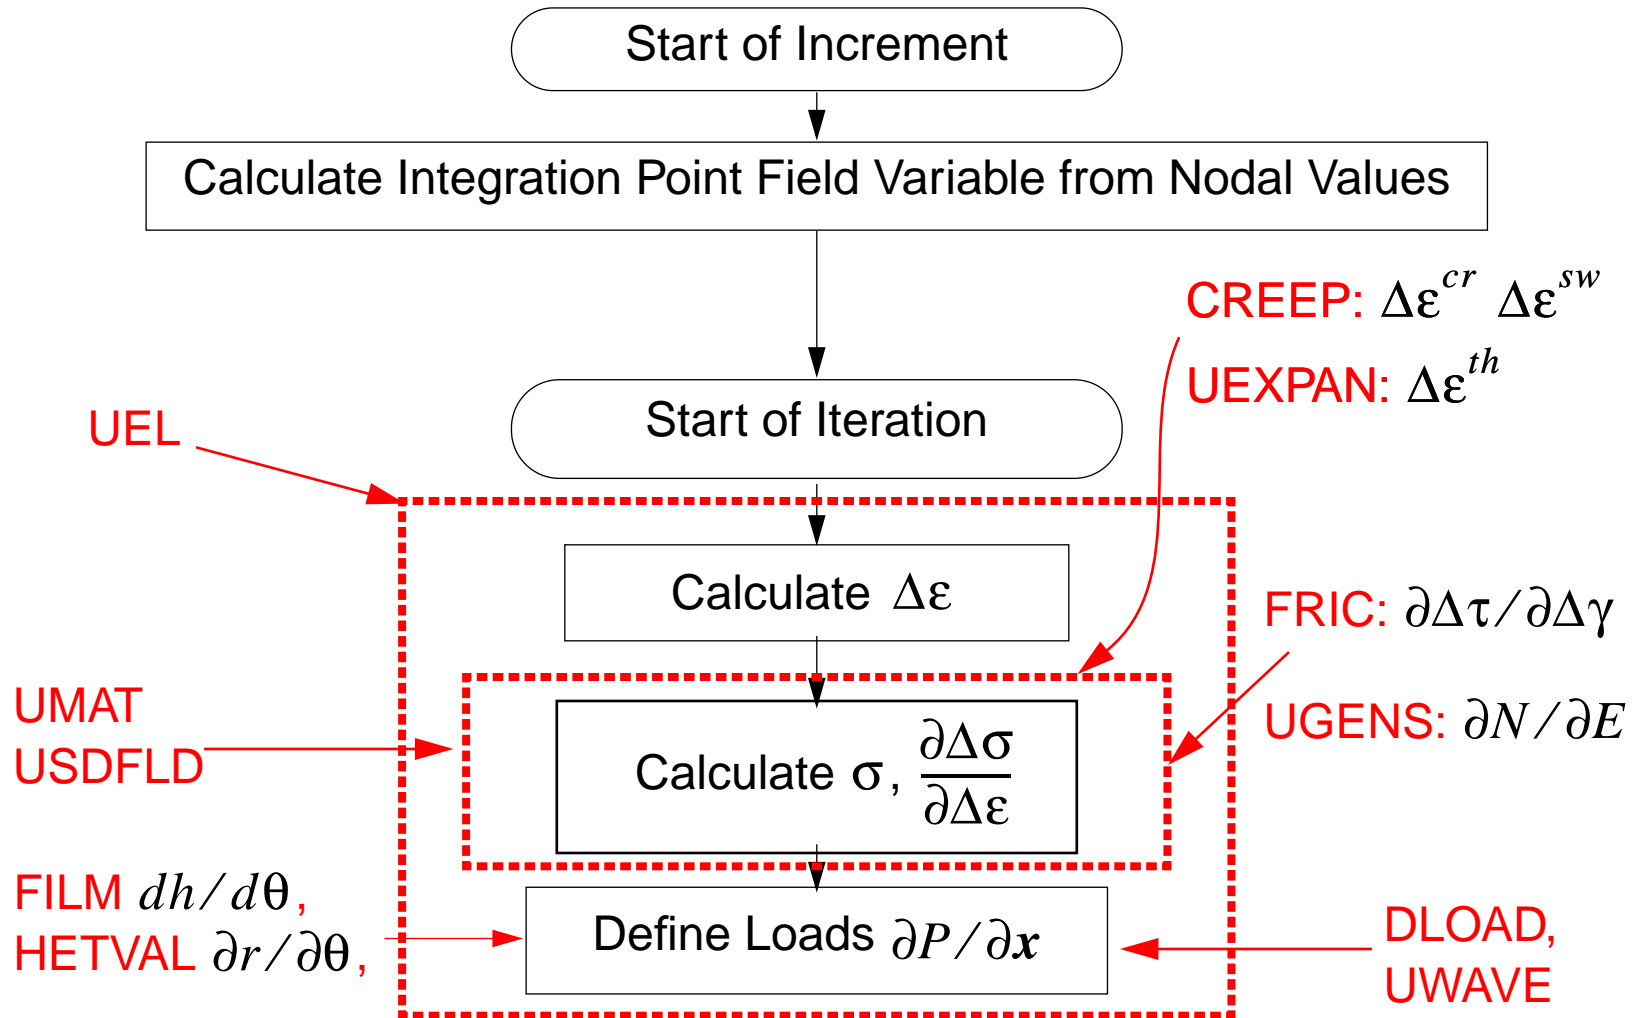 Start of Increment
Calculate Integration Point Field Variable from Nodal Values
CREEP: Δε^cr Δε^sw
UEXPAN: Δε^th
Start of Iteration
UEL
Calculate Δε
FRIC: ∂Δτ/∂Δγ
UGENS: ∂N/∂E
UMAT
USDFLD
Calculate σ, ∂Δσ/∂Δε
FILM dh/dθ,
HETVAL ∂r/∂θ,
Define Loads ∂P/∂x
DLOAD,
UWAVE